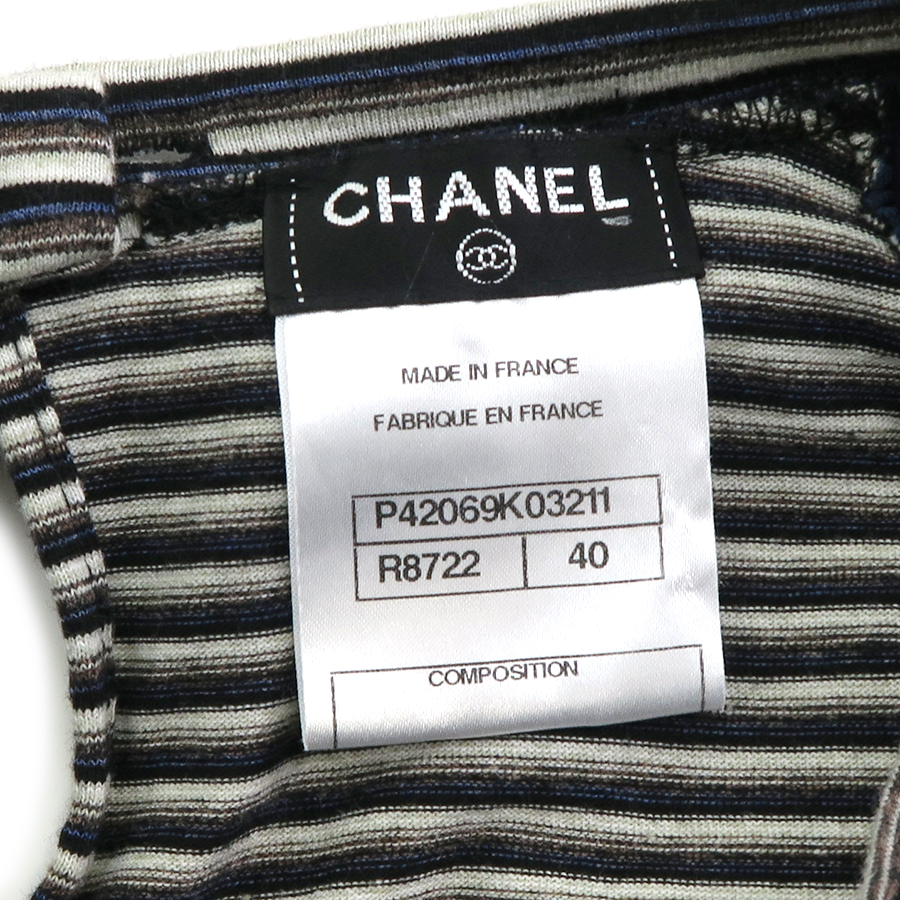 CHANEL
MADE IN FRANCE
FABRIQUE EN FRANCE
P42069K03211
R8722 40
COMPOSITION